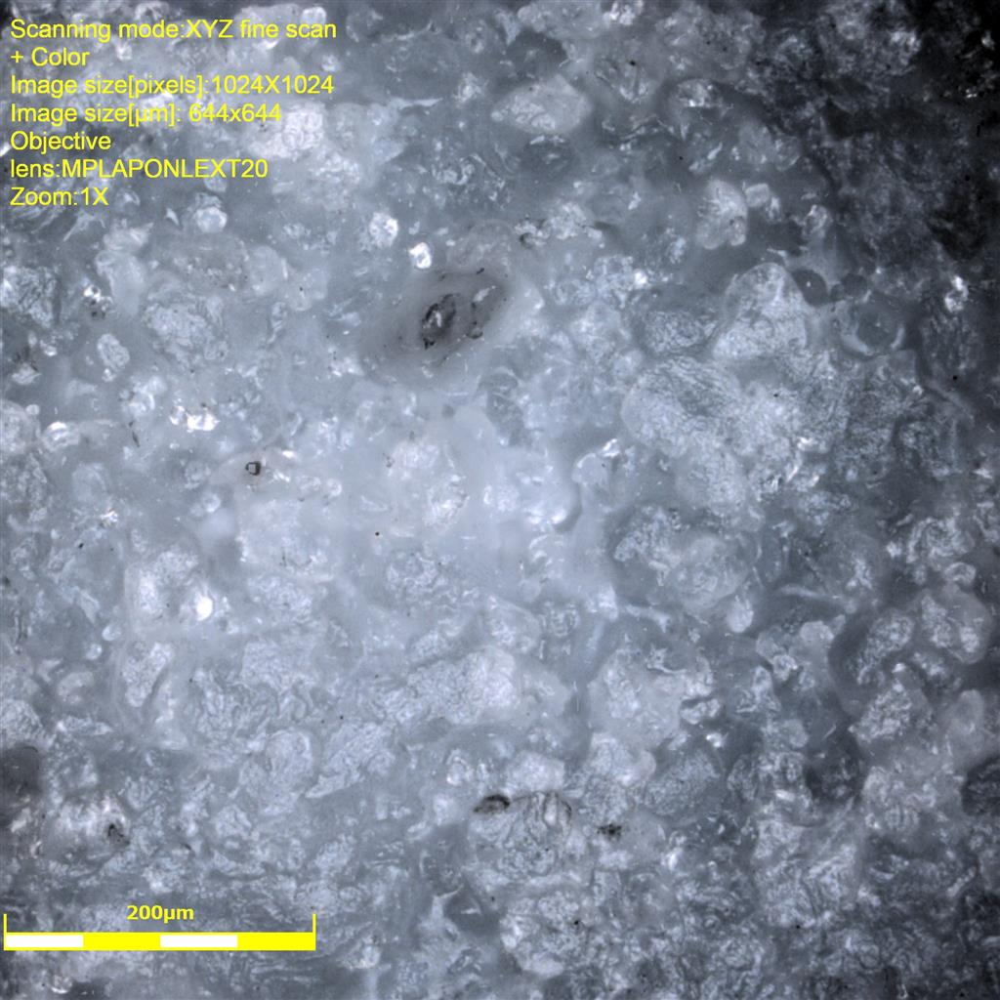 Scanning mode:XYZ fine scan
+ Color
Image size[pixels]:1024X1024
Image size[µm]: 644x644
Objective
lens:MPLAPONLEXT20
Zoom:1X
200µm